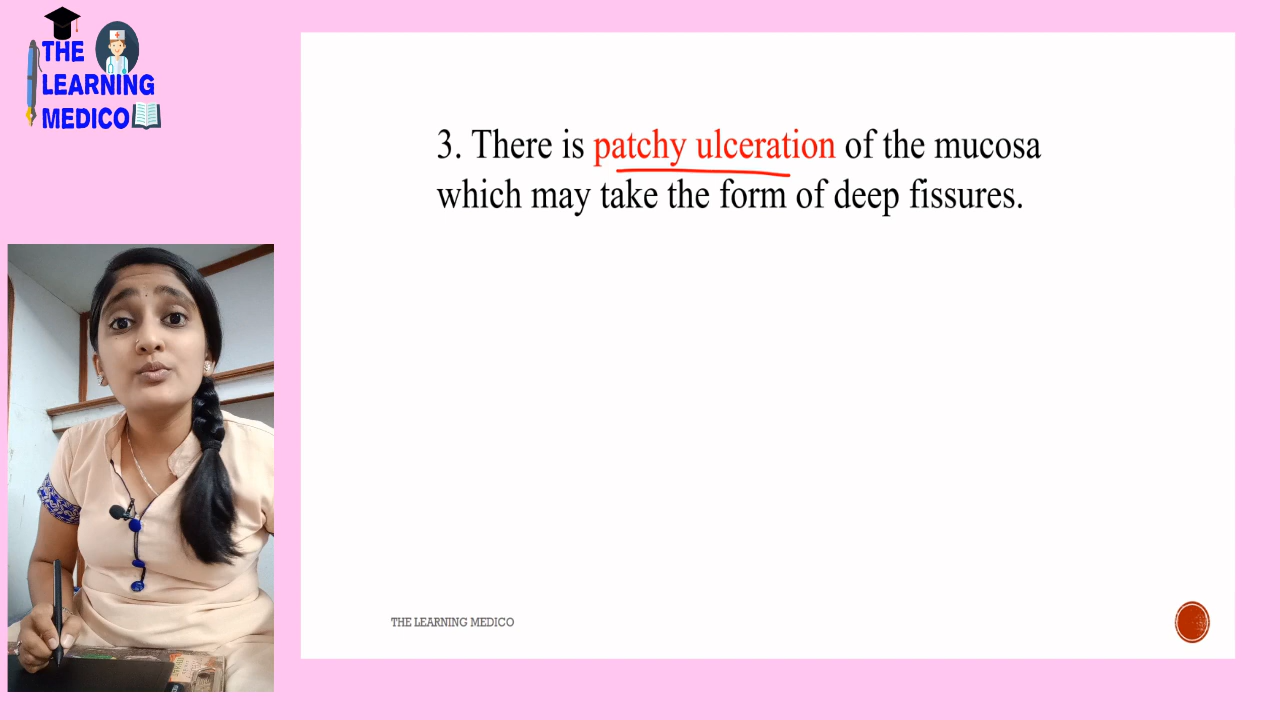 THE
LEARNING
MEDICO
3. There is patchy ulceration of the mucosa
which may take the form of deep fissures.
THE LEARNING MEDICO